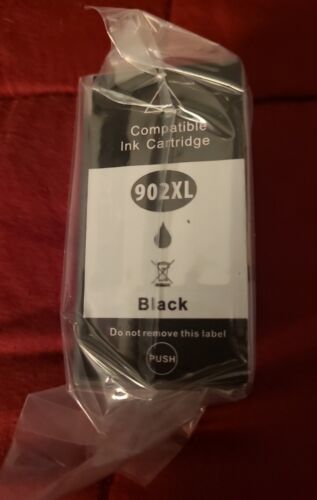 Compatible
Ink Cartridge
902XL
Black
Do not remove this label
PUSH